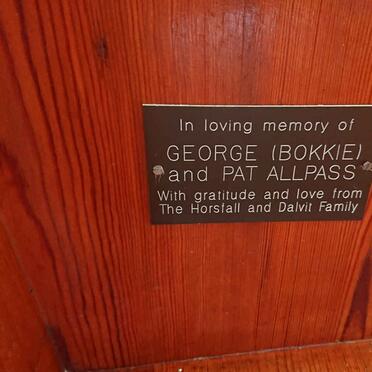 In loving memory of
GEORGE (BOKKIE)
and PAT ALLPASS
With gratitude and love from
The Horsfall and Dalvit Family